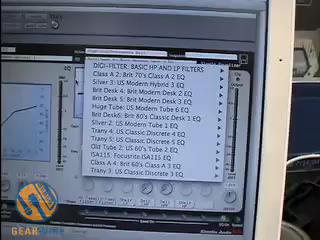 DIGI-FILTER: BASIC HP AND LP FILTERS
Class A 2: Brit 70's Class A 2 EQ
Silver 3: US Modern Hybrid 3 EQ
Brit Desk 4: Brit Modern Desk 2 EQ
Brit Desk 5: Brit Modern Desk 3 EQ
Huge Tube: US Modern Tube 6 EQ
Brit Desk6: Brit 80's Classic Desk 1 EQ
Silver 2: US Modern Tube 1 EQ
Trany 4: US Classic Discrete 4 EQ
Trany 5: US Classic Discrete 5 EQ
Old Tube 2: US 60's Tube 2 EQ
ISA115: Focusrite ISA115 EQ
Class A 4: Brit 60's Class A 3 EQ
Trany 3: US Classic Discrete 3 EQ
GEARWIRE